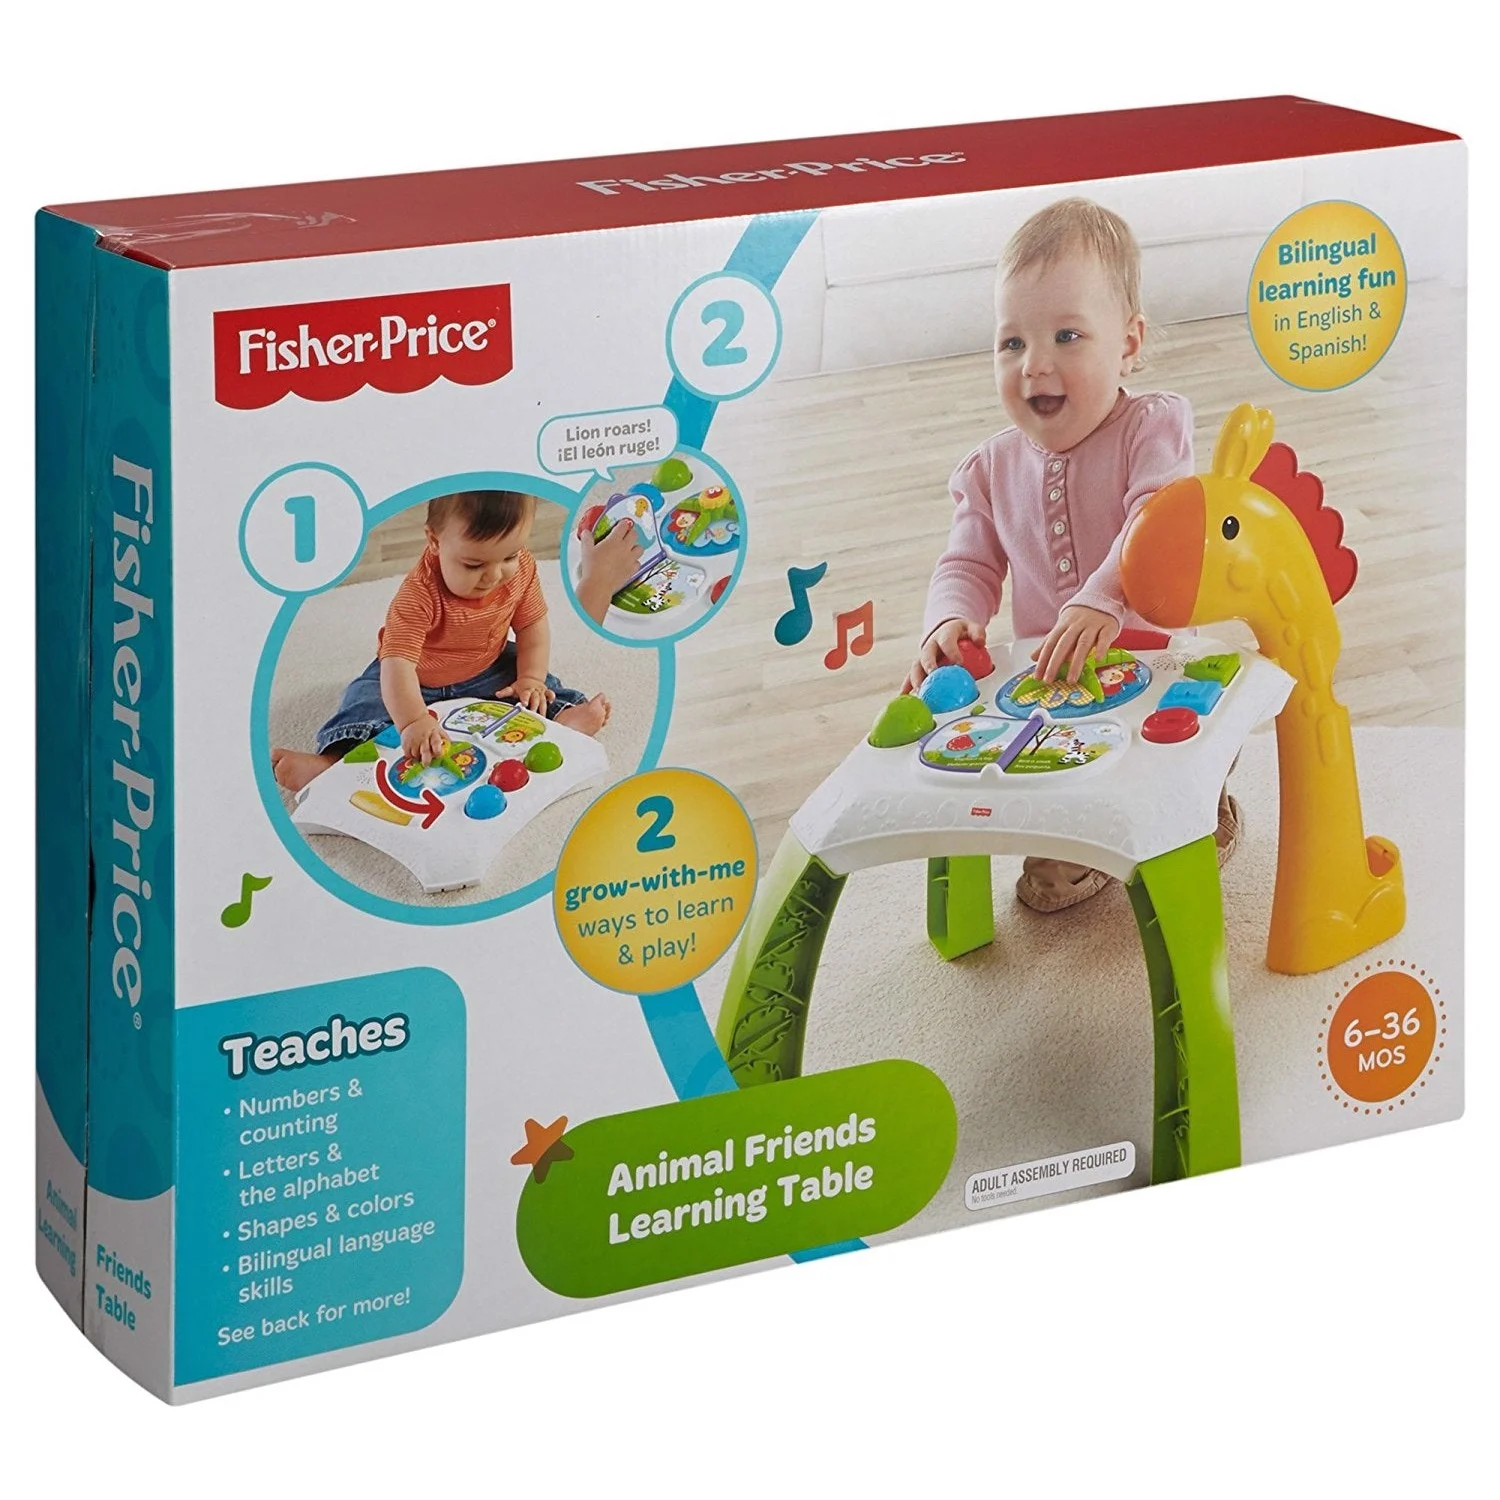 Fisher-Price
Fisher-Price®
2
Bilingual
learning fun
in English &
Spanish!
Lion roars!
¡El león ruge!
1
2
grow-with-me
ways to learn
& play!
Teaches
• Numbers &
counting
• Letters &
the alphabet
• Shapes & colors
• Bilingual language
skills
See back for more!
Animal Friends
Learning Table
ADULT ASSEMBLY REQUIRED
No tools needed.
6-36
MOS
Fisher-Price®
Animal
Learning
Friends
Table